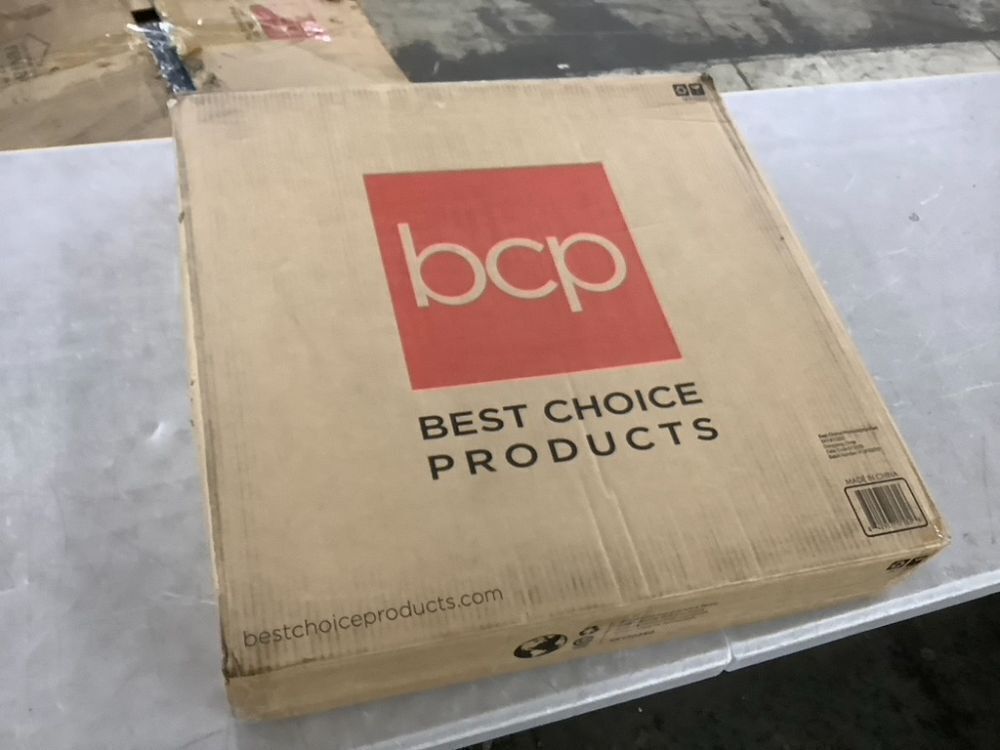 bcp
BEST CHOICE
PRODUCTS
MADE IN CHINA
bestchoiceproducts.com